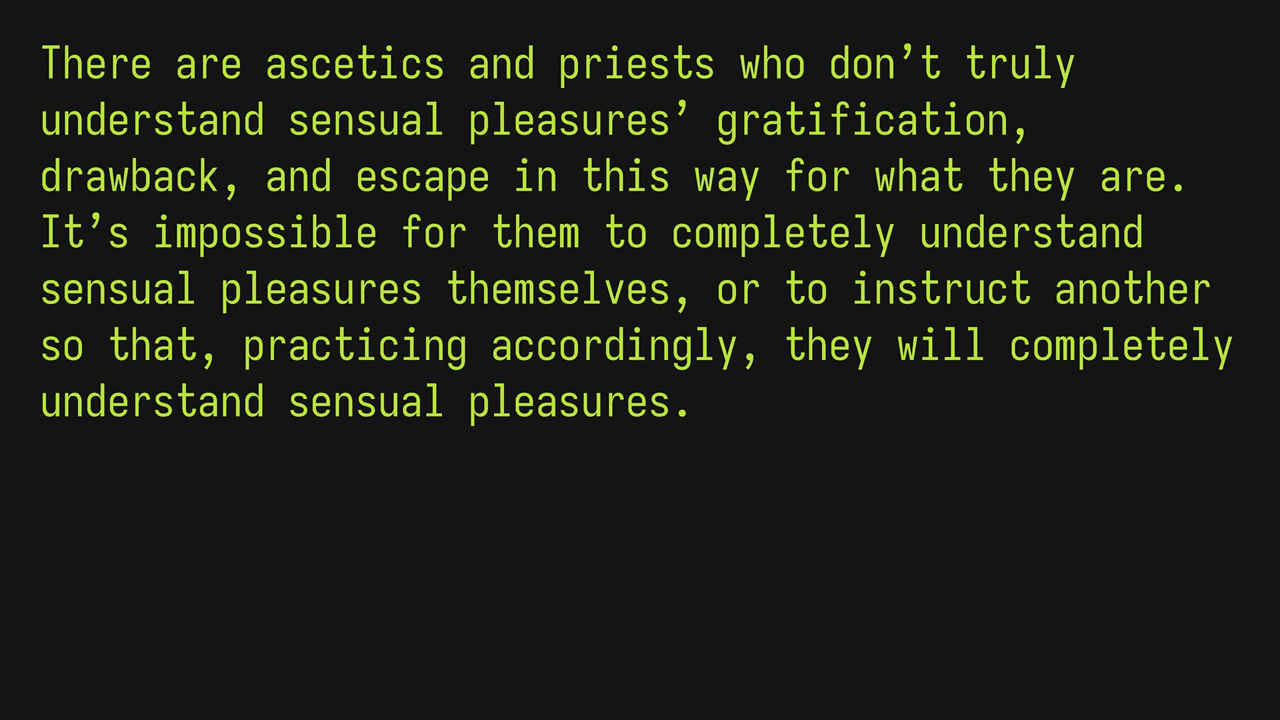 There are ascetics and priests who don’t truly
understand sensual pleasures’ gratification,
drawback, and escape in this way for what they are.
It’s impossible for them to completely understand
sensual pleasures themselves, or to instruct another
so that, practicing accordingly, they will completely
understand sensual pleasures.